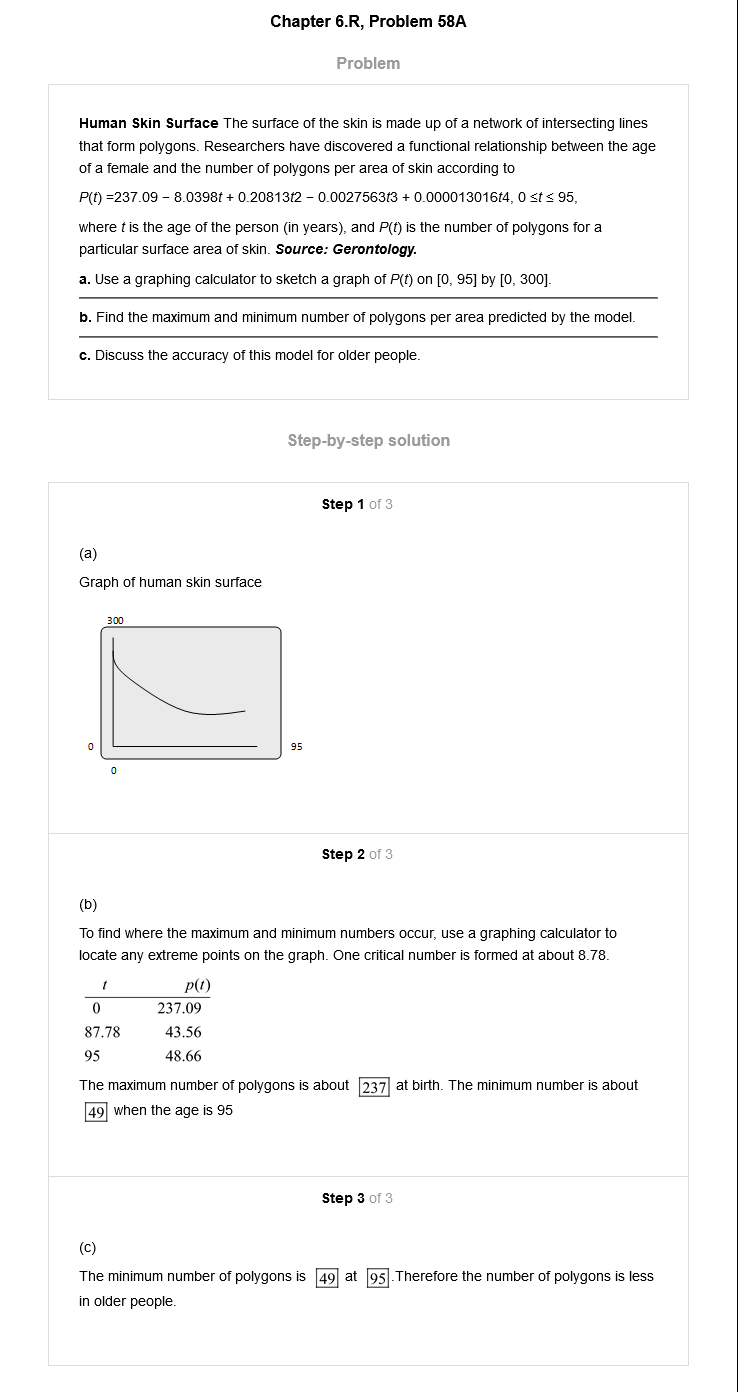 Chapter 6.R, Problem 58A
Problem
Human Skin Surface The surface of the skin is made up of a network of intersecting lines
that form polygons. Researchers have discovered a functional relationship between the age
of a female and the number of polygons per area of skin according to
P(t) =237.09 − 8.0398t + 0.20813t2 − 0.0027563t3 + 0.000013016t4, 0 ≤t ≤ 95,
where t is the age of the person (in years), and P(t) is the number of polygons for a
particular surface area of skin. Source: Gerontology.
a. Use a graphing calculator to sketch a graph of P(t) on [0, 95] by [0, 300].
b. Find the maximum and minimum number of polygons per area predicted by the model.
c. Discuss the accuracy of this model for older people.
Step-by-step solution
Step 1 of 3
(a)
Graph of human skin surface
300
0 95
0
Step 2 of 3
(b)
To find where the maximum and minimum numbers occur, use a graphing calculator to
locate any extreme points on the graph. One critical number is formed at about 8.78.
t p(t)
0 237.09
87.78 43.56
95 48.66
The maximum number of polygons is about 237 at birth. The minimum number is about
49 when the age is 95
Step 3 of 3
(c)
The minimum number of polygons is 49 at 95.Therefore the number of polygons is less
in older people.